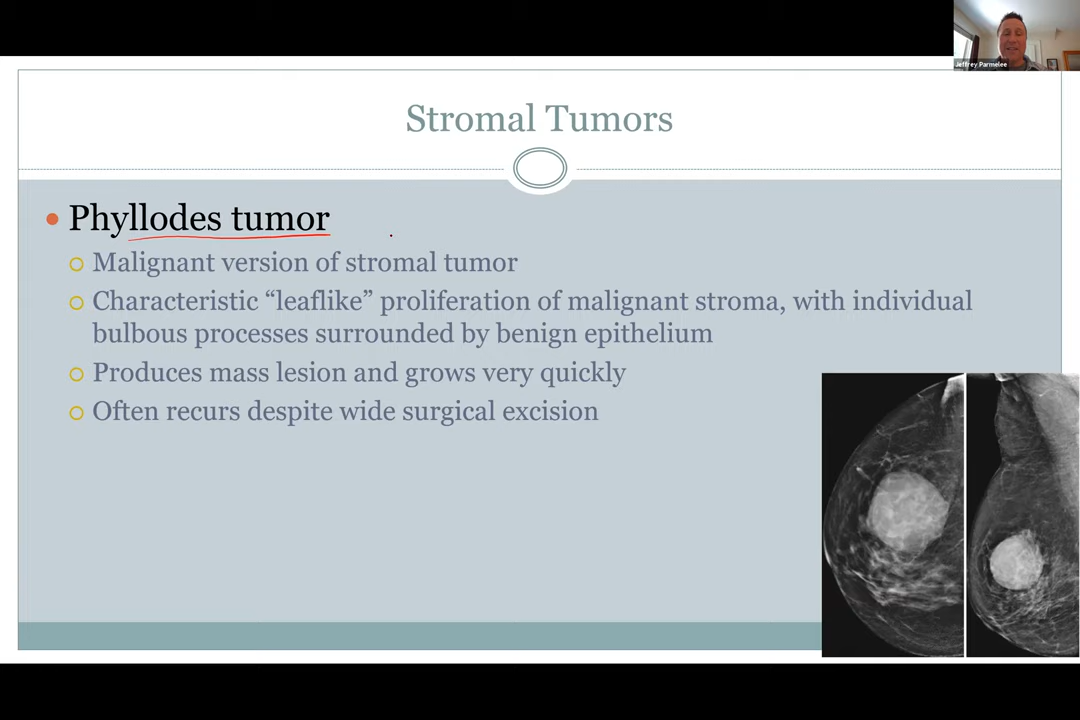 Jeffrey Parmelee
Stromal Tumors
Phyllodes tumor
Malignant version of stromal tumor
Characteristic “leaflike” proliferation of malignant stroma, with individual
bulbous processes surrounded by benign epithelium
Produces mass lesion and grows very quickly
Often recurs despite wide surgical excision